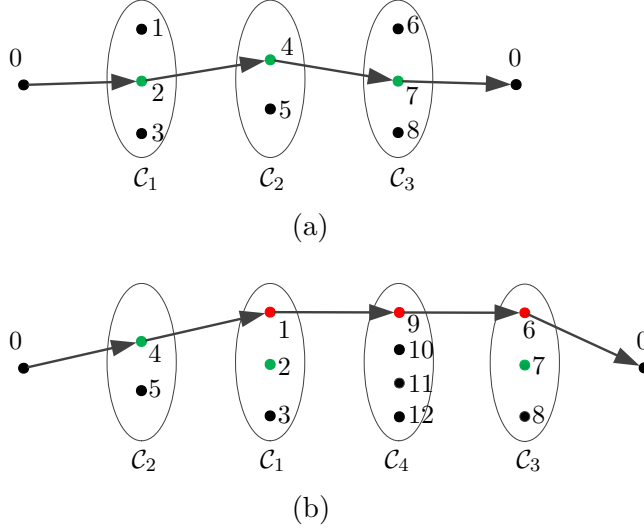 1 6
0 4 0
2 7
3 5 8
𝒞₁ 𝒞₂ 𝒞₃
(a)
0 4 1 9 6 0
5 2 10 7
11
3 12 8
𝒞₂ 𝒞₁ 𝒞₄ 𝒞₃
(b)